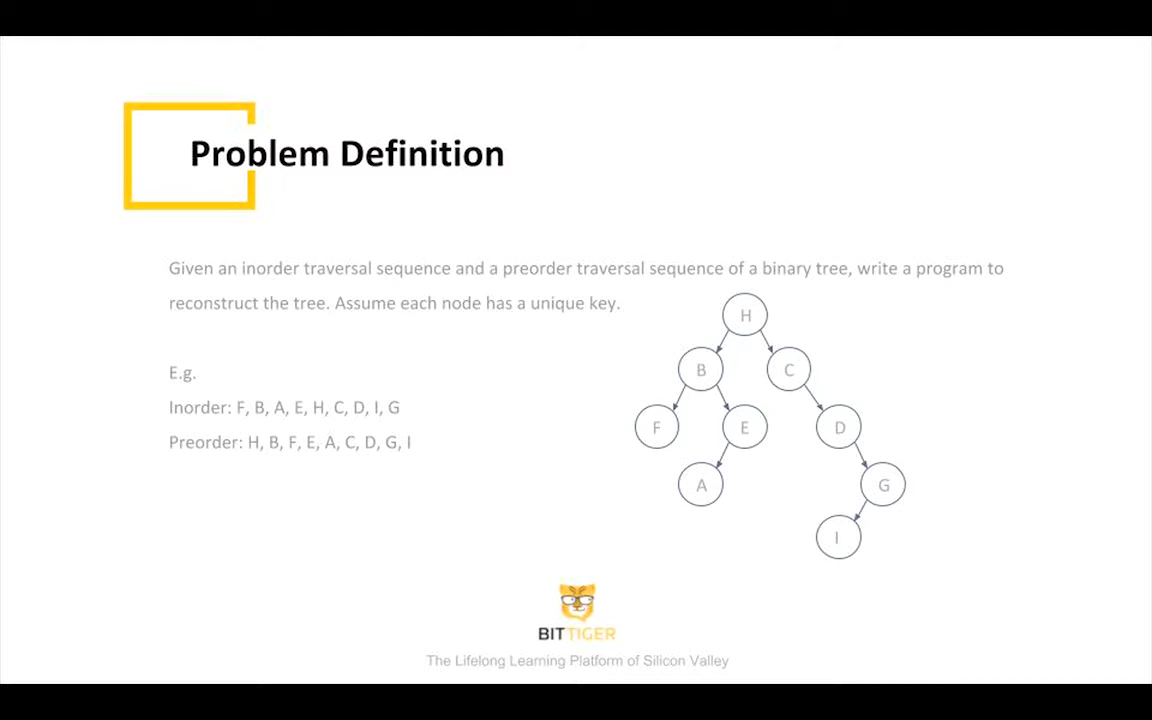 Problem Definition
Given an inorder traversal sequence and a preorder traversal sequence of a binary tree, write a program to
reconstruct the tree. Assume each node has a unique key.
E.g.
Inorder: F, B, A, E, H, C, D, I, G
Preorder: H, B, F, E, A, C, D, G, I
H
B
C
F
E
D
A
G
I
BITTIGER
The Lifelong Learning Platform of Silicon Valley